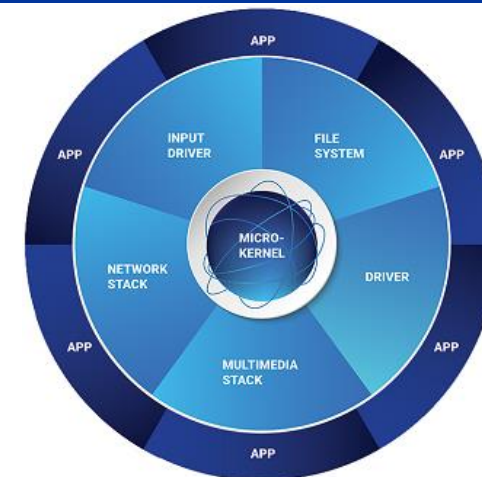 APP
INPUT
DRIVER
FILE
SYSTEM
APP
APP
MICRO-
KERNEL
NETWORK
STACK
DRIVER
APP
MULTIMEDIA
STACK
APP
APP